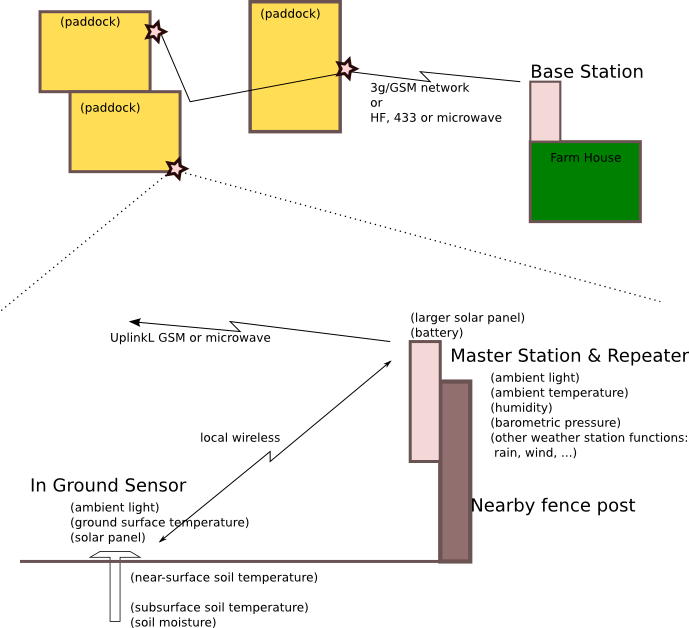 (paddock)
(paddock)
(paddock)
Base Station
3g/GSM network
or
HF, 433 or microwave
Farm House
(larger solar panel)
(battery)
UplinkL GSM or microwave
Master Station & Repeater
(ambient light)
(ambient temperature)
(humidity)
(barometric pressure)
(other weather station functions:
rain, wind, ...)
local wireless
In Ground Sensor
(ambient light)
(ground surface temperature)
(solar panel)
Nearby fence post
(near-surface soil temperature)
(subsurface soil temperature)
(soil moisture)